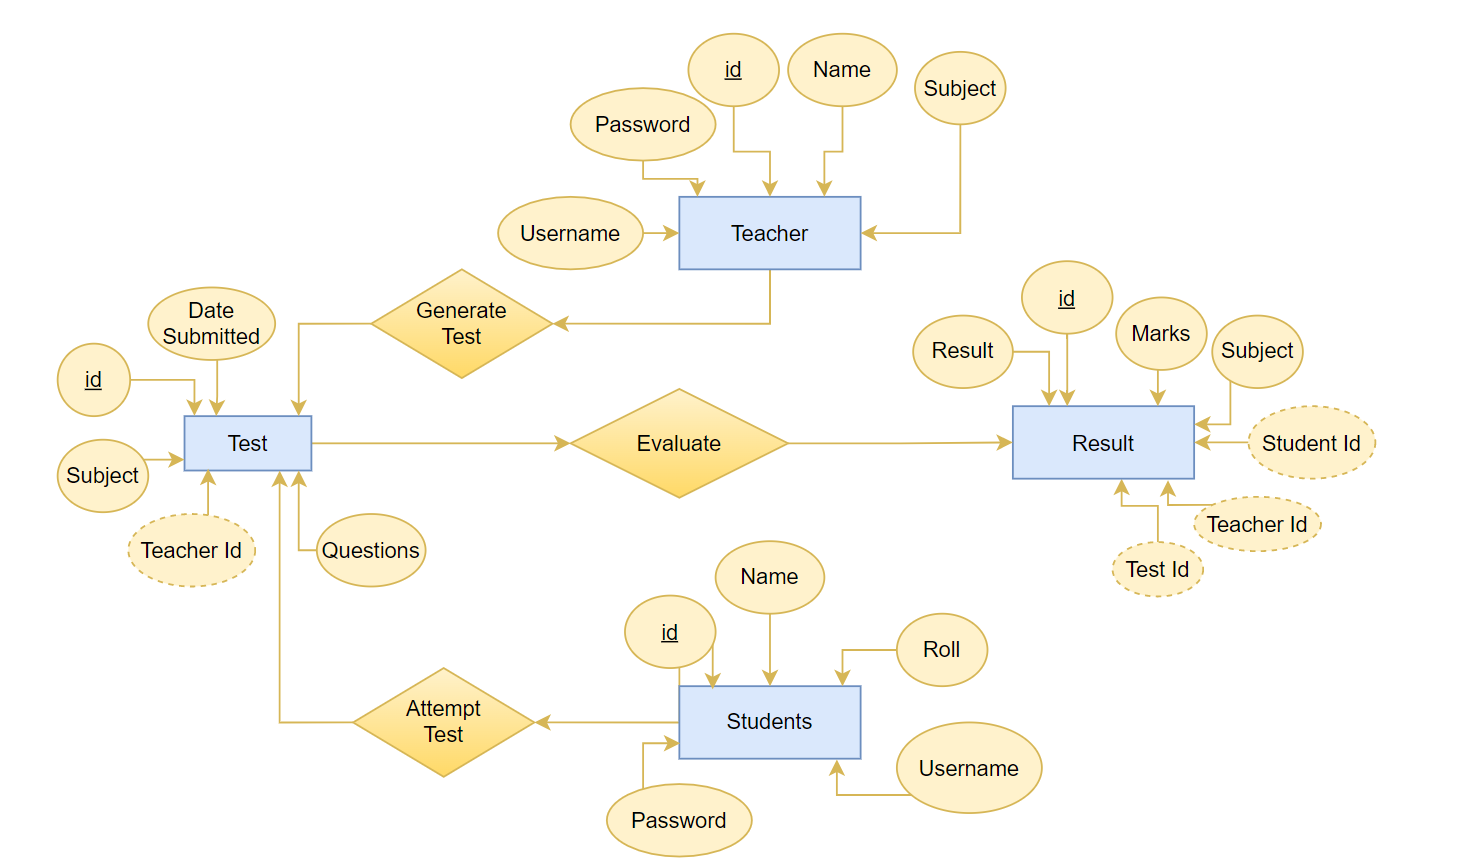 id
Name
Subject
Password
Username
Teacher
Generate
Test
Date
Submitted
id
Result
Marks
Subject
id
Test
Evaluate
Result
Student Id
Subject
Teacher Id
Questions
Teacher Id
Test Id
Name
id
Roll
Attempt
Test
Students
Username
Password